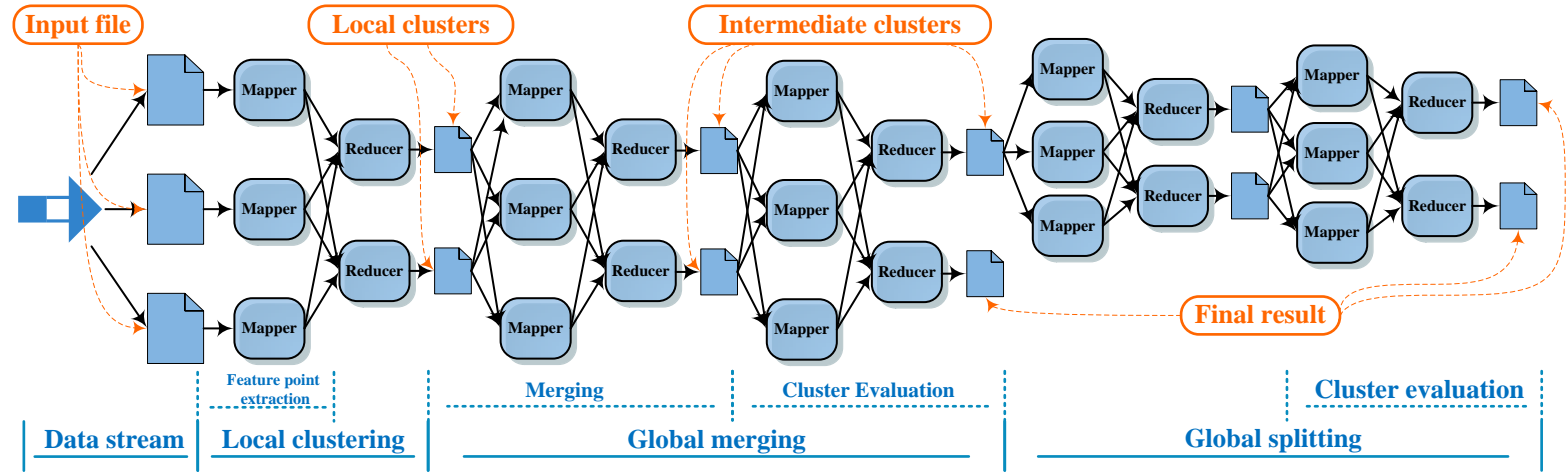 Input file
Local clusters
Intermediate clusters
Mapper
Mapper
Mapper
Reducer
Reducer
Mapper
Mapper
Mapper
Reducer
Reducer
Mapper
Mapper
Mapper
Reducer
Reducer
Mapper
Mapper
Mapper
Reducer
Reducer
Mapper
Mapper
Mapper
Reducer
Reducer
Final result
Feature point
extraction
Merging
Cluster Evaluation
Cluster evaluation
Data stream
Local clustering
Global merging
Global splitting